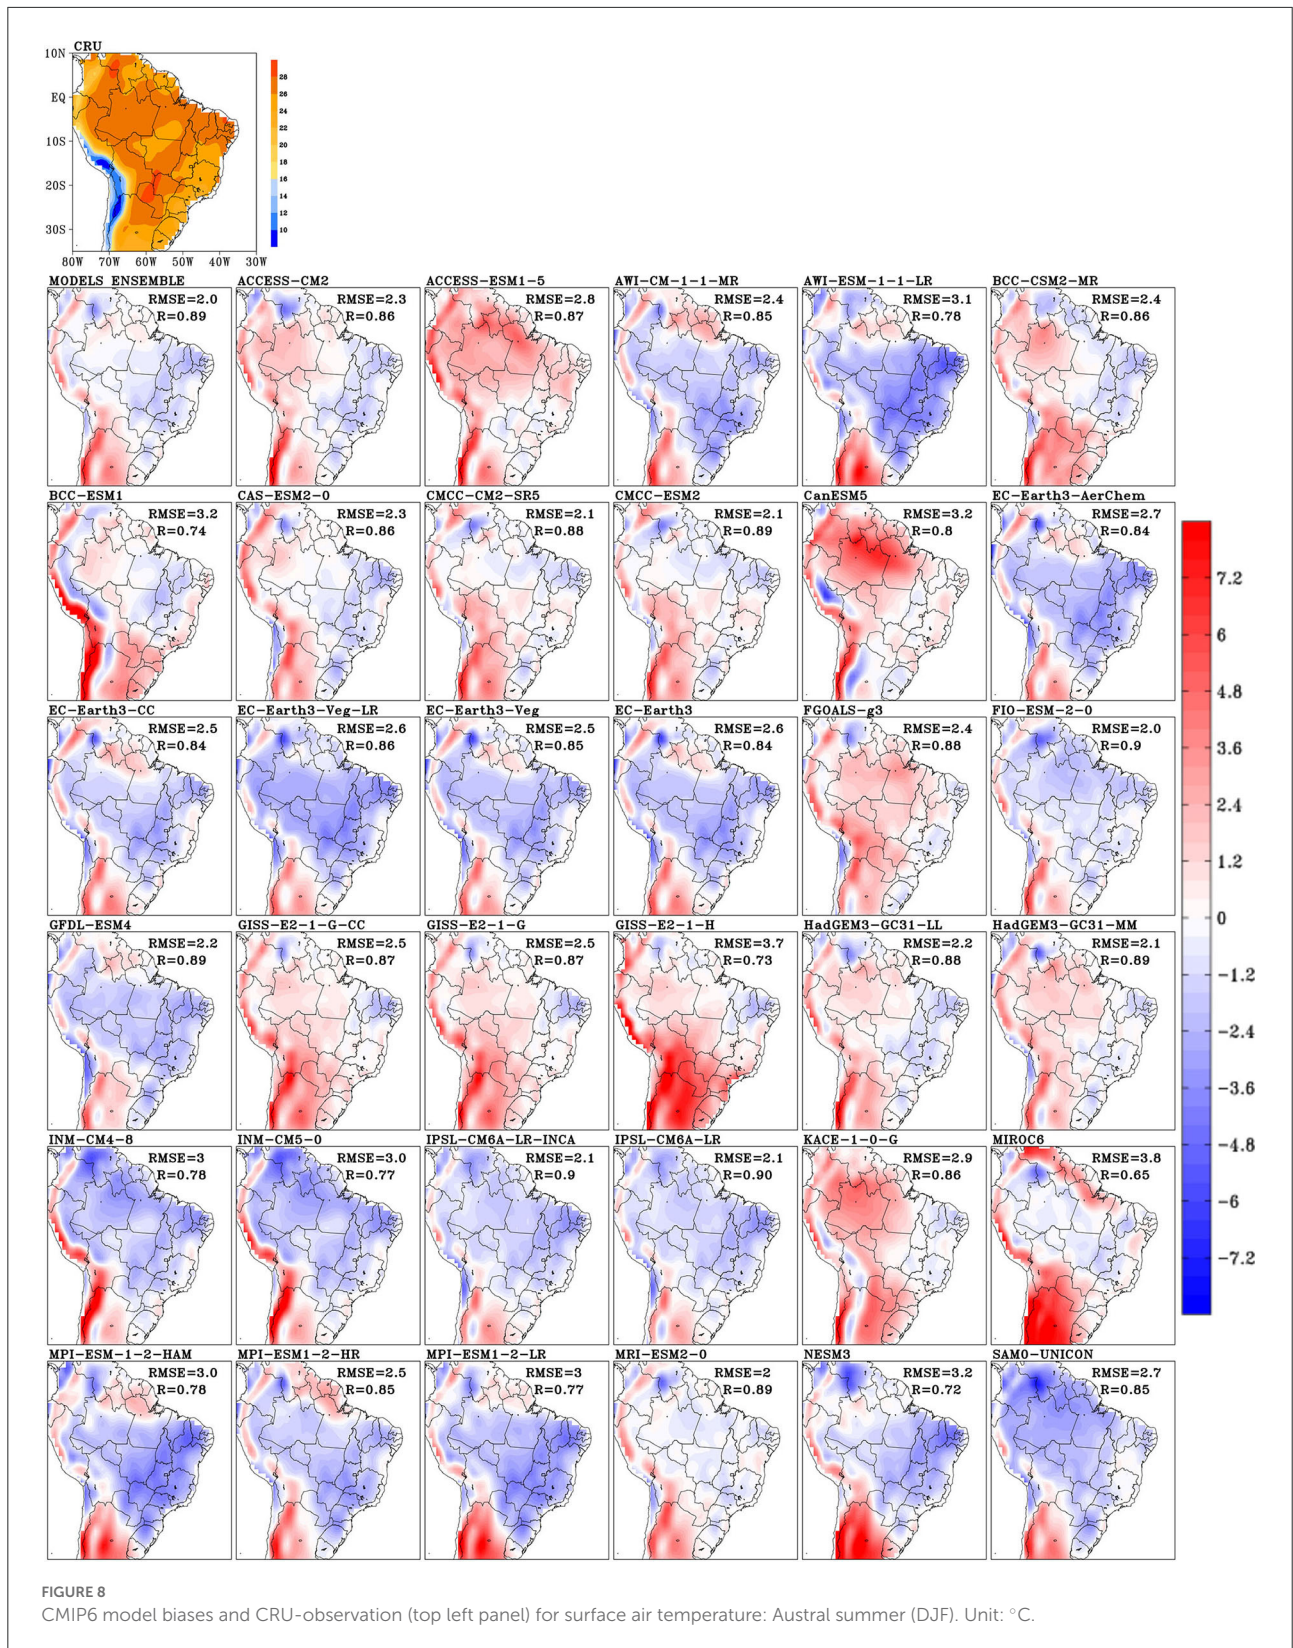 CRU
10N
EQ
10S
20S
30S
80W 70W 60W 50W 40W 30W
28
26
24
22
20
18
16
14
12
10
MODELS ENSEMBLE
RMSE=2.0
R=0.89
ACCESS-CM2
RMSE=2.3
R=0.86
ACCESS-ESM1-5
RMSE=2.8
R=0.87
AWI-CM-1-1-MR
RMSE=2.4
R=0.85
AWI-ESM-1-1-LR
RMSE=3.1
R=0.78
BCC-CSM2-MR
RMSE=2.4
R=0.86
BCC-ESM1
RMSE=3.2
R=0.74
CAS-ESM2-0
RMSE=2.3
R=0.86
CMCC-CM2-SR5
RMSE=2.1
R=0.88
CMCC-ESM2
RMSE=2.1
R=0.89
CanESM5
RMSE=3.2
R=0.8
EC-Earth3-AerChem
RMSE=2.7
R=0.84
EC-Earth3-CC
RMSE=2.5
R=0.84
EC-Earth3-Veg-LR
RMSE=2.6
R=0.86
EC-Earth3-Veg
RMSE=2.5
R=0.85
EC-Earth3
RMSE=2.6
R=0.84
FGOALS-g3
RMSE=2.4
R=0.88
FIO-ESM-2-0
RMSE=2.0
R=0.9
GFDL-ESM4
RMSE=2.2
R=0.89
GISS-E2-1-G-CC
RMSE=2.5
R=0.87
GISS-E2-1-G
RMSE=2.5
R=0.87
GISS-E2-1-H
RMSE=3.7
R=0.73
HadGEM3-GC31-LL
RMSE=2.2
R=0.88
HadGEM3-GC31-MM
RMSE=2.1
R=0.89
INM-CM4-8
RMSE=3
R=0.78
INM-CM5-0
RMSE=3.0
R=0.77
IPSL-CM6A-LR-INCA
RMSE=2.1
R=0.9
IPSL-CM6A-LR
RMSE=2.1
R=0.90
KACE-1-0-G
RMSE=2.9
R=0.86
MIROC6
RMSE=3.8
R=0.65
MPI-ESM-1-2-HAM
RMSE=3.0
R=0.78
MPI-ESM1-2-HR
RMSE=2.5
R=0.85
MPI-ESM1-2-LR
RMSE=3
R=0.77
MRI-ESM2-0
RMSE=2
R=0.89
NESM3
RMSE=3.2
R=0.72
SAM0-UNICON
RMSE=2.7
R=0.85
7.2
6
4.8
3.6
2.4
1.2
0
-1.2
-2.4
-3.6
-4.8
-6
-7.2
FIGURE 8
CMIP6 model biases and CRU-observation (top left panel) for surface air temperature: Austral summer (DJF). Unit: °C.